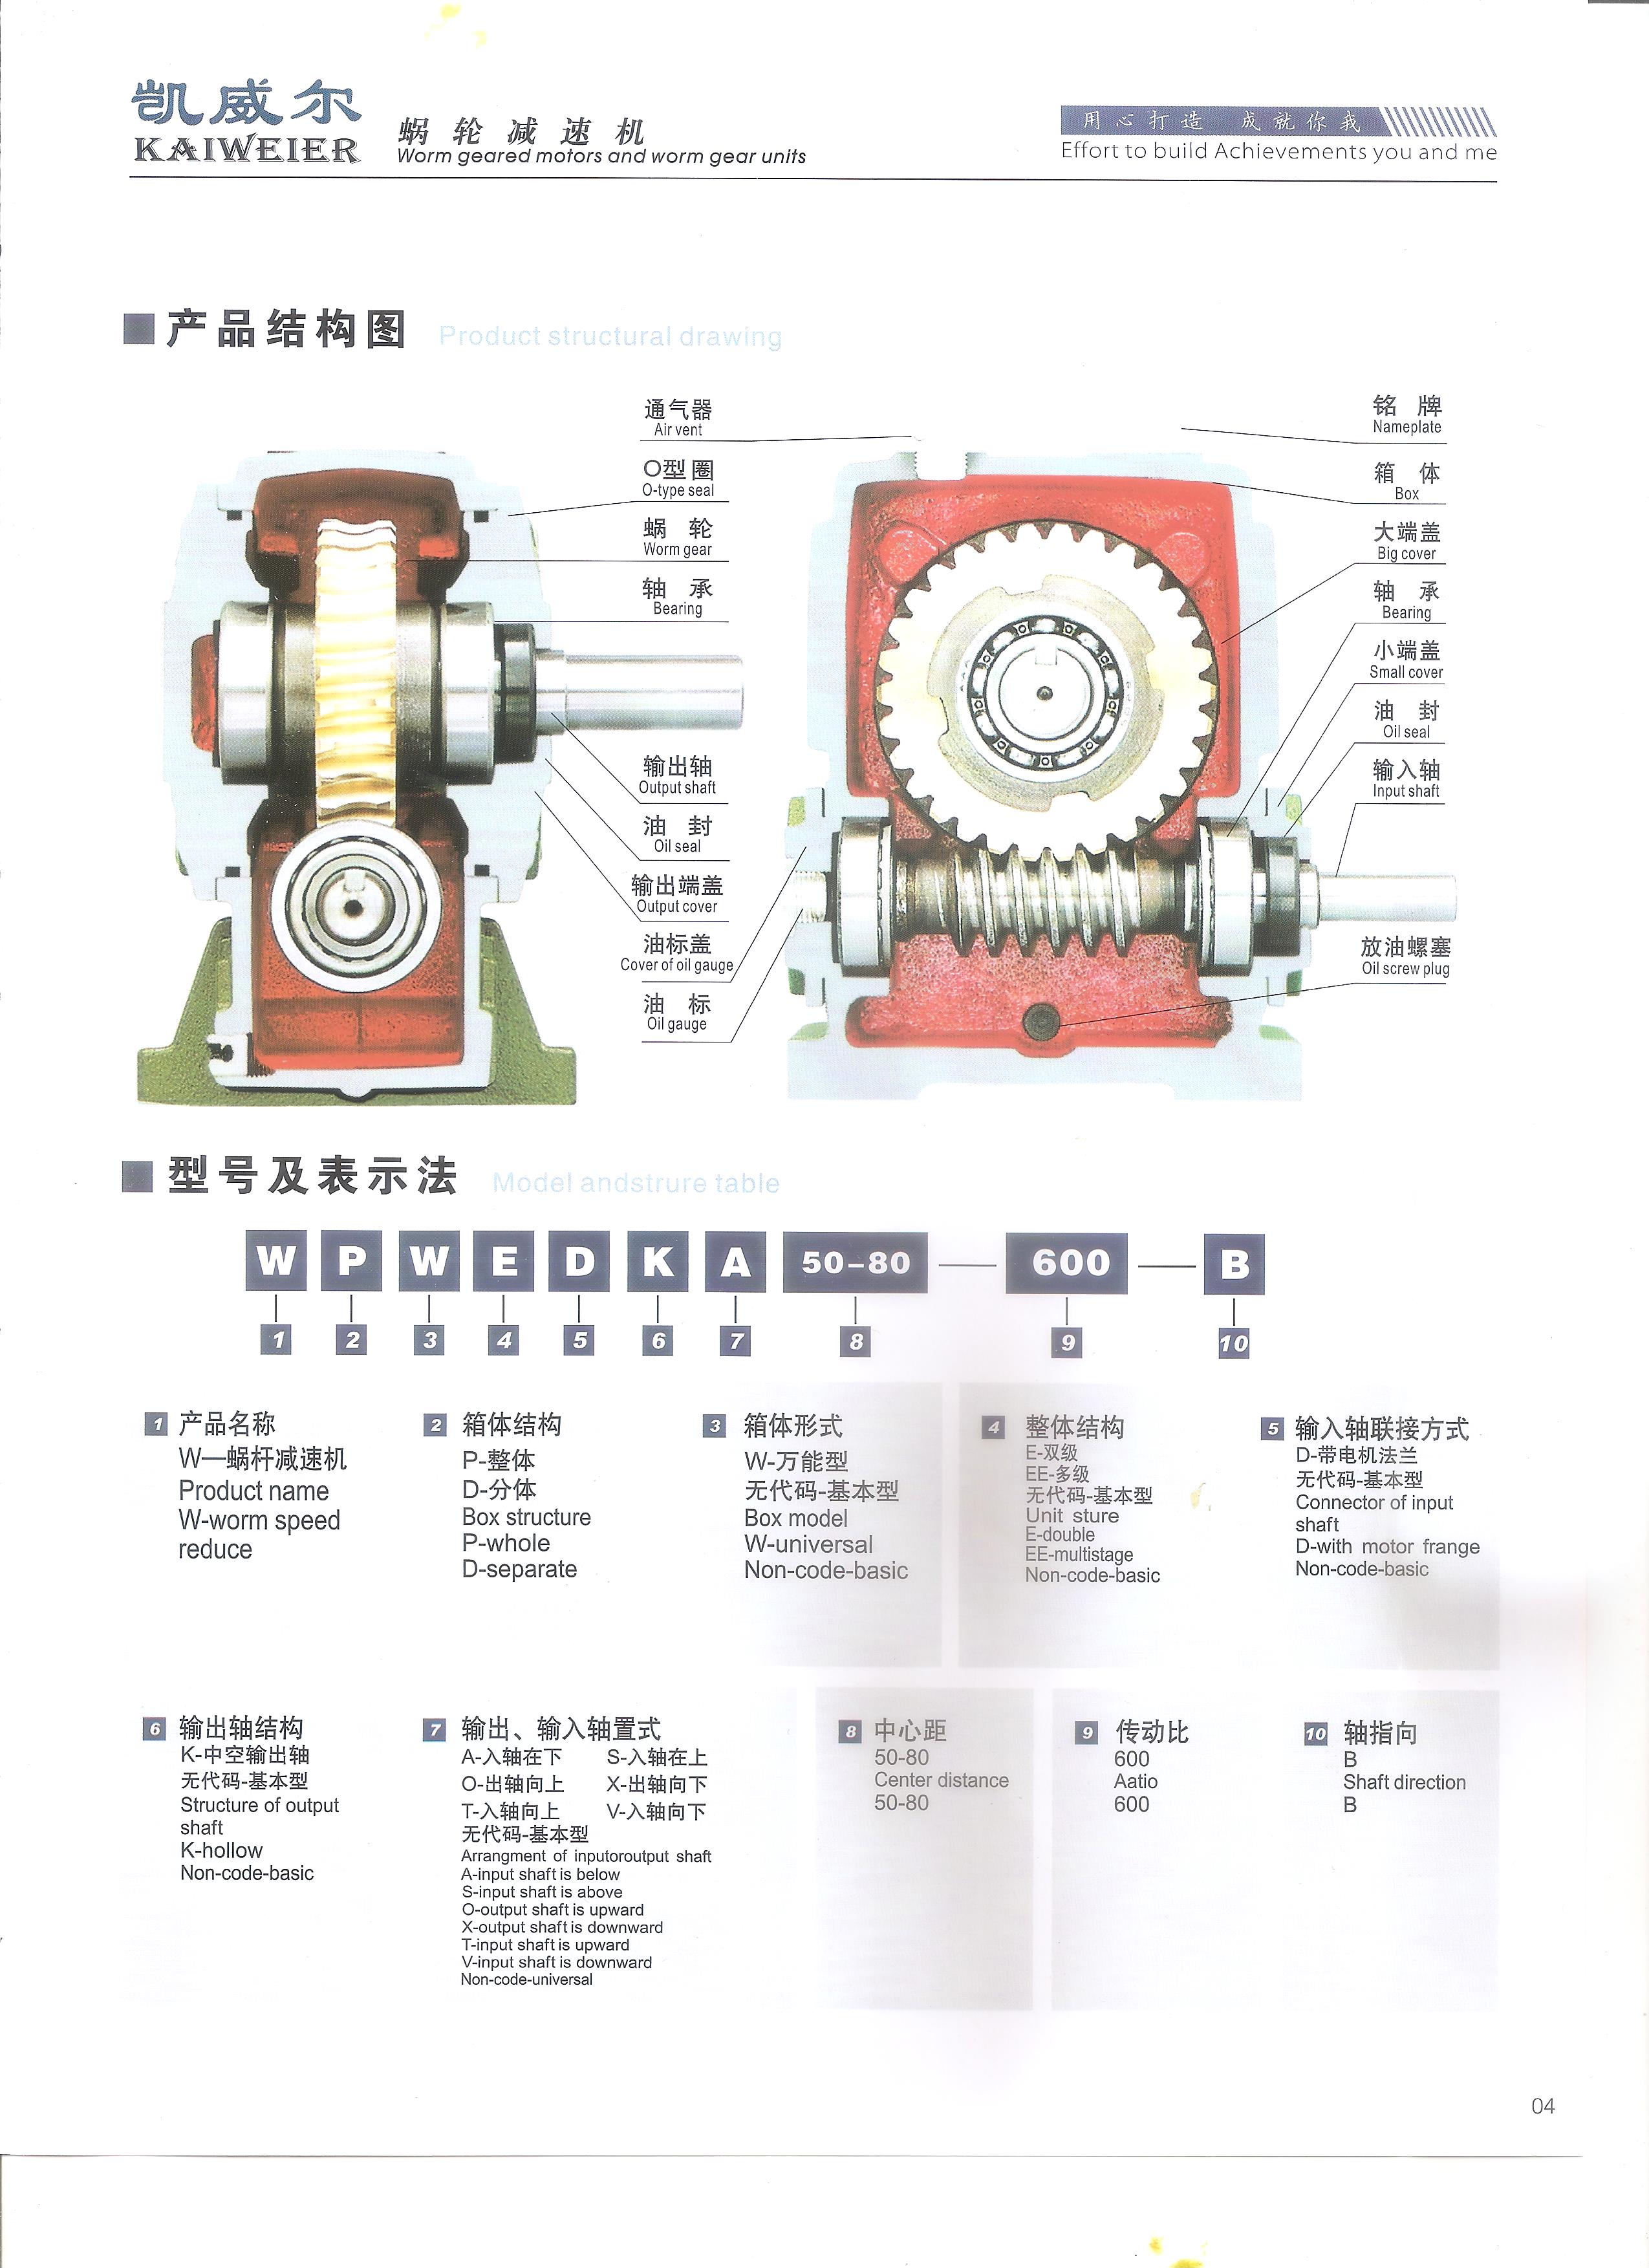 凯威尔
KAIWEIER
蜗轮减速机
Worm geared motors and worm gear units
用心打造 成就你我
Effort to build Achievements you and me
产品结构图 Product structural drawing
通气器
Air vent
O型圈
O-type seal
蜗 轮
Worm gear
轴 承
Bearing
输出轴
Output shaft
油 封
Oil seal
输出端盖
Output cover
油标盖
Cover of oil gauge
油 标
Oil gauge
铭 牌
Nameplate
箱 体
Box
大端盖
Big cover
轴 承
Bearing
小端盖
Small cover
油 封
Oil seal
输入轴
Input shaft
放油螺塞
Oil screw plug
型号及表示法 Model andstrure table
W P W E D K A 50-80 — 600 — B
1 2 3 4 5 6 7 8 9 10
1 产品名称
W—蜗杆减速机
Product name
W-worm speed
reduce
2 箱体结构
P-整体
D-分体
Box structure
P-whole
D-separate
3 箱体形式
W-万能型
无代码-基本型
Box model
W-universal
Non-code-basic
4 整体结构
E-双级
EE-多级
无代码-基本型
Unit sture
E-double
EE-multistage
Non-code-basic
5 输入轴联接方式
D-带电机法兰
无代码-基本型
Connector of input
shaft
D-with motor frange
Non-code-basic
6 输出轴结构
K-中空输出轴
无代码-基本型
Structure of output
shaft
K-hollow
Non-code-basic
7 输出、输入轴置式
A-入轴在下 S-入轴在上
O-出轴向上 X-出轴向下
T-入轴向上 V-入轴向下
无代码-基本型
Arrangment of inputoroutput shaft
A-input shaft is below
S-input shaft is above
O-output shaft is upward
X-output shaft is downward
T-input shaft is upward
V-input shaft is downward
Non-code-universal
8 中心距
50-80
Center distance
50-80
9 传动比
600
Aatio
600
10 轴指向
B
Shaft direction
B
04